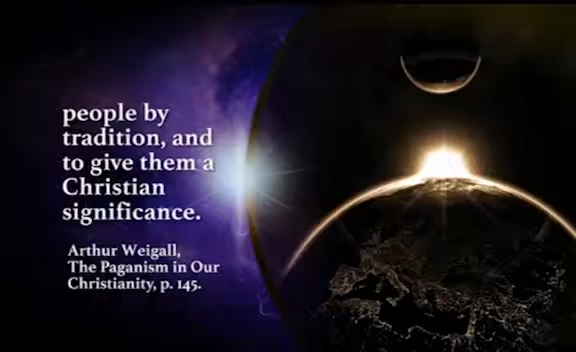 people by
tradition, and
to give them a
Christian
significance.
Arthur Weigall,
The Paganism in Our
Christianity, p. 145.